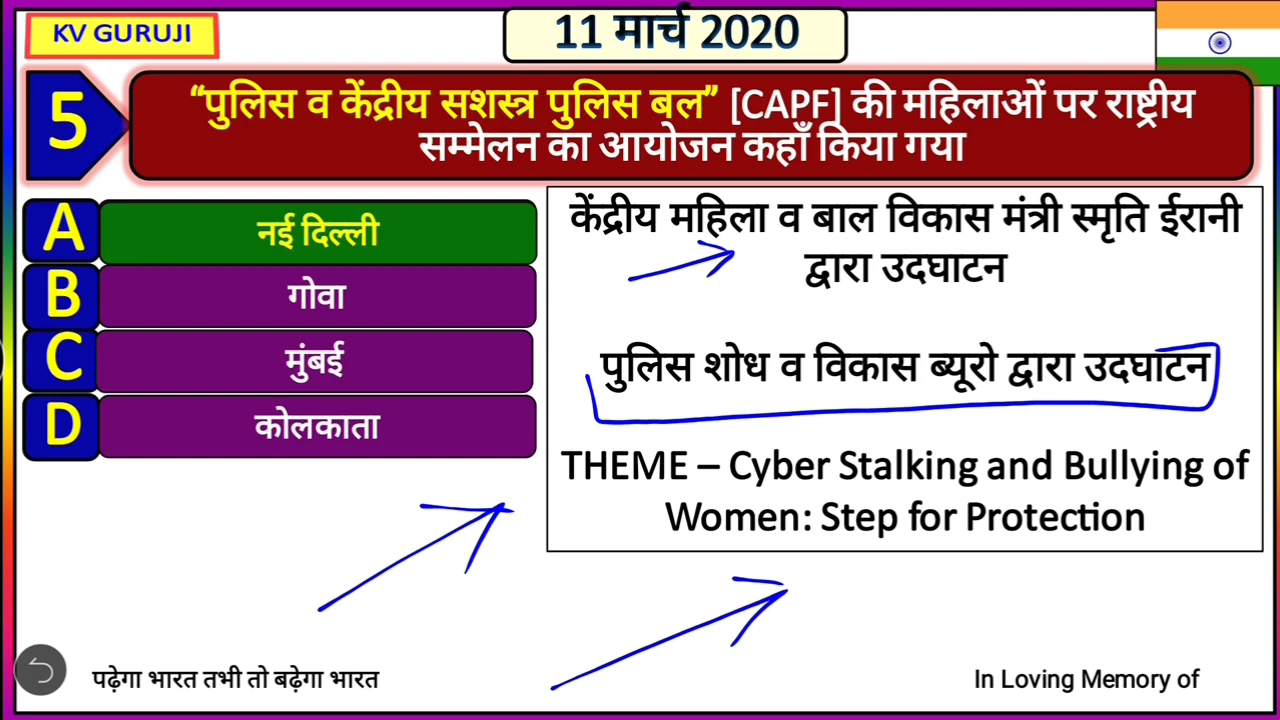 KV GURUJI
11 मार्च 2020
5
“पुलिस व केंद्रीय सशस्त्र पुलिस बल” [CAPF] की महिलाओं पर राष्ट्रीय
सम्मेलन का आयोजन कहाँ किया गया
A नई दिल्ली
B गोवा
C मुंबई
D कोलकाता
केंद्रीय महिला व बाल विकास मंत्री स्मृति ईरानी
द्वारा उदघाटन
पुलिस शोध व विकास ब्यूरो द्वारा उदघाटन
THEME – Cyber Stalking and Bullying of
Women: Step for Protection
पढ़ेगा भारत तभी तो बढ़ेगा भारत
In Loving Memory of